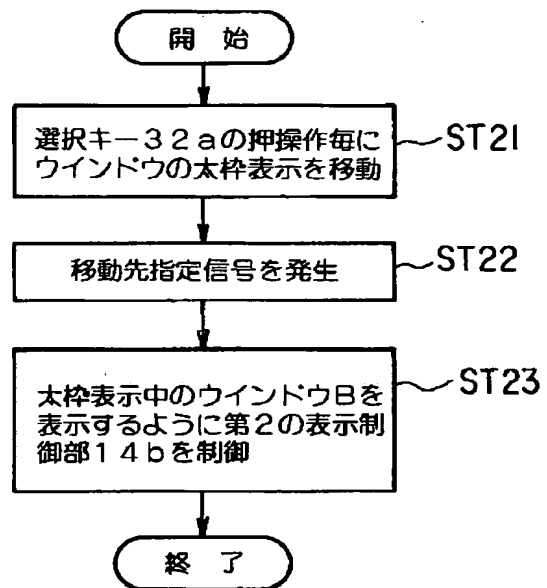 開 始
選択キー32aの押操作毎に
ウインドウの太枠表示を移動
ST21
移動先指定信号を発生
ST22
太枠表示中のウインドウBを
表示するように第2の表示制
御部14bを制御
ST23
終 了